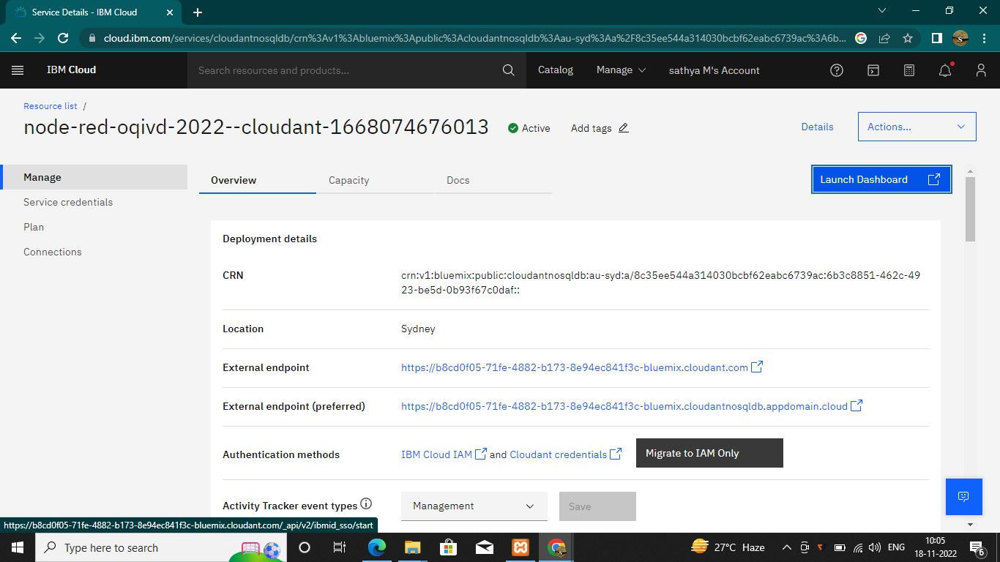 Service Details - IBM Cloud
cloud.ibm.com/services/cloudantnosqldb/crn%3Av1%3Abluemix%3Apublic%3Acloudantnosqldb%3Aau-syd%3Aa%2F8c35ee544a314030bcbf62eabc6739ac%3A6b...
IBM Cloud
Search resources and products...
Catalog
Manage
sathya M's Account
Resource list /
node-red-oqivd-2022--cloudant-1668074676013
Active
Add tags
Details
Actions...
Manage
Service credentials
Plan
Connections
Overview
Capacity
Docs
Launch Dashboard
Deployment details
CRN
crn:v1:bluemix:public:cloudantnosqldb:au-syd:a/8c35ee544a314030bcbf62eabc6739ac:6b3c8851-462c-49
23-be5d-0b93f67c0daf::
Location
Sydney
External endpoint
https://b8cd0f05-71fe-4882-b173-8e94ec841f3c-bluemix.cloudant.com
External endpoint (preferred)
https://b8cd0f05-71fe-4882-b173-8e94ec841f3c-bluemix.cloudantnosqldb.appdomain.cloud
Authentication methods
IBM Cloud IAM and Cloudant credentials
Migrate to IAM Only
Activity Tracker event types
Management
Save
https://b8cd0f05-71fe-4882-b173-8e94ec841f3c-bluemix.cloudant.com/_api/v2/ibmid_sso/start
Type here to search
27°C Haze
ENG
10:05
18-11-2022
6